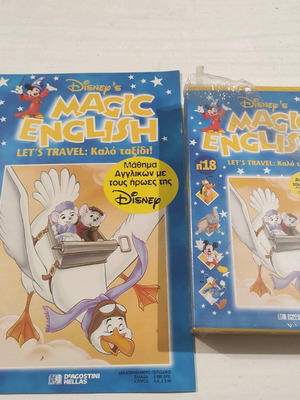 Disney's
MAGIC
ENGLISH
LET'S TRAVEL: Καλό ταξίδι!
Μάθημα
Αγγλικών με
τους ήρωες της
Disney
DeAGOSTINI
HELLAS
Disney's
MAGIC
ENGLISH
LET'S TRAVEL: Καλό
n°18